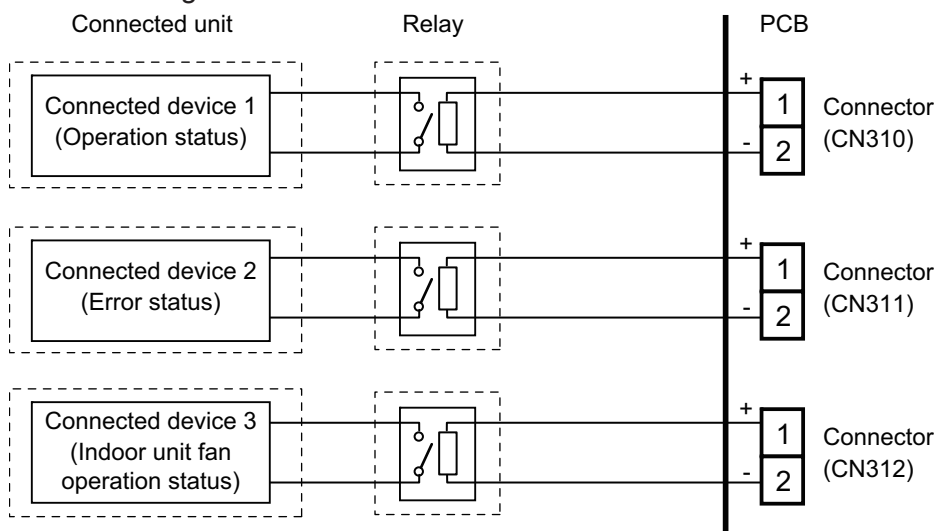 Connected unit
Relay
PCB
Connected device 1
(Operation status)
+
1
-
2
Connector
(CN310)
Connected device 2
(Error status)
+
1
-
2
Connector
(CN311)
Connected device 3
(Indoor unit fan
operation status)
+
1
-
2
Connector
(CN312)